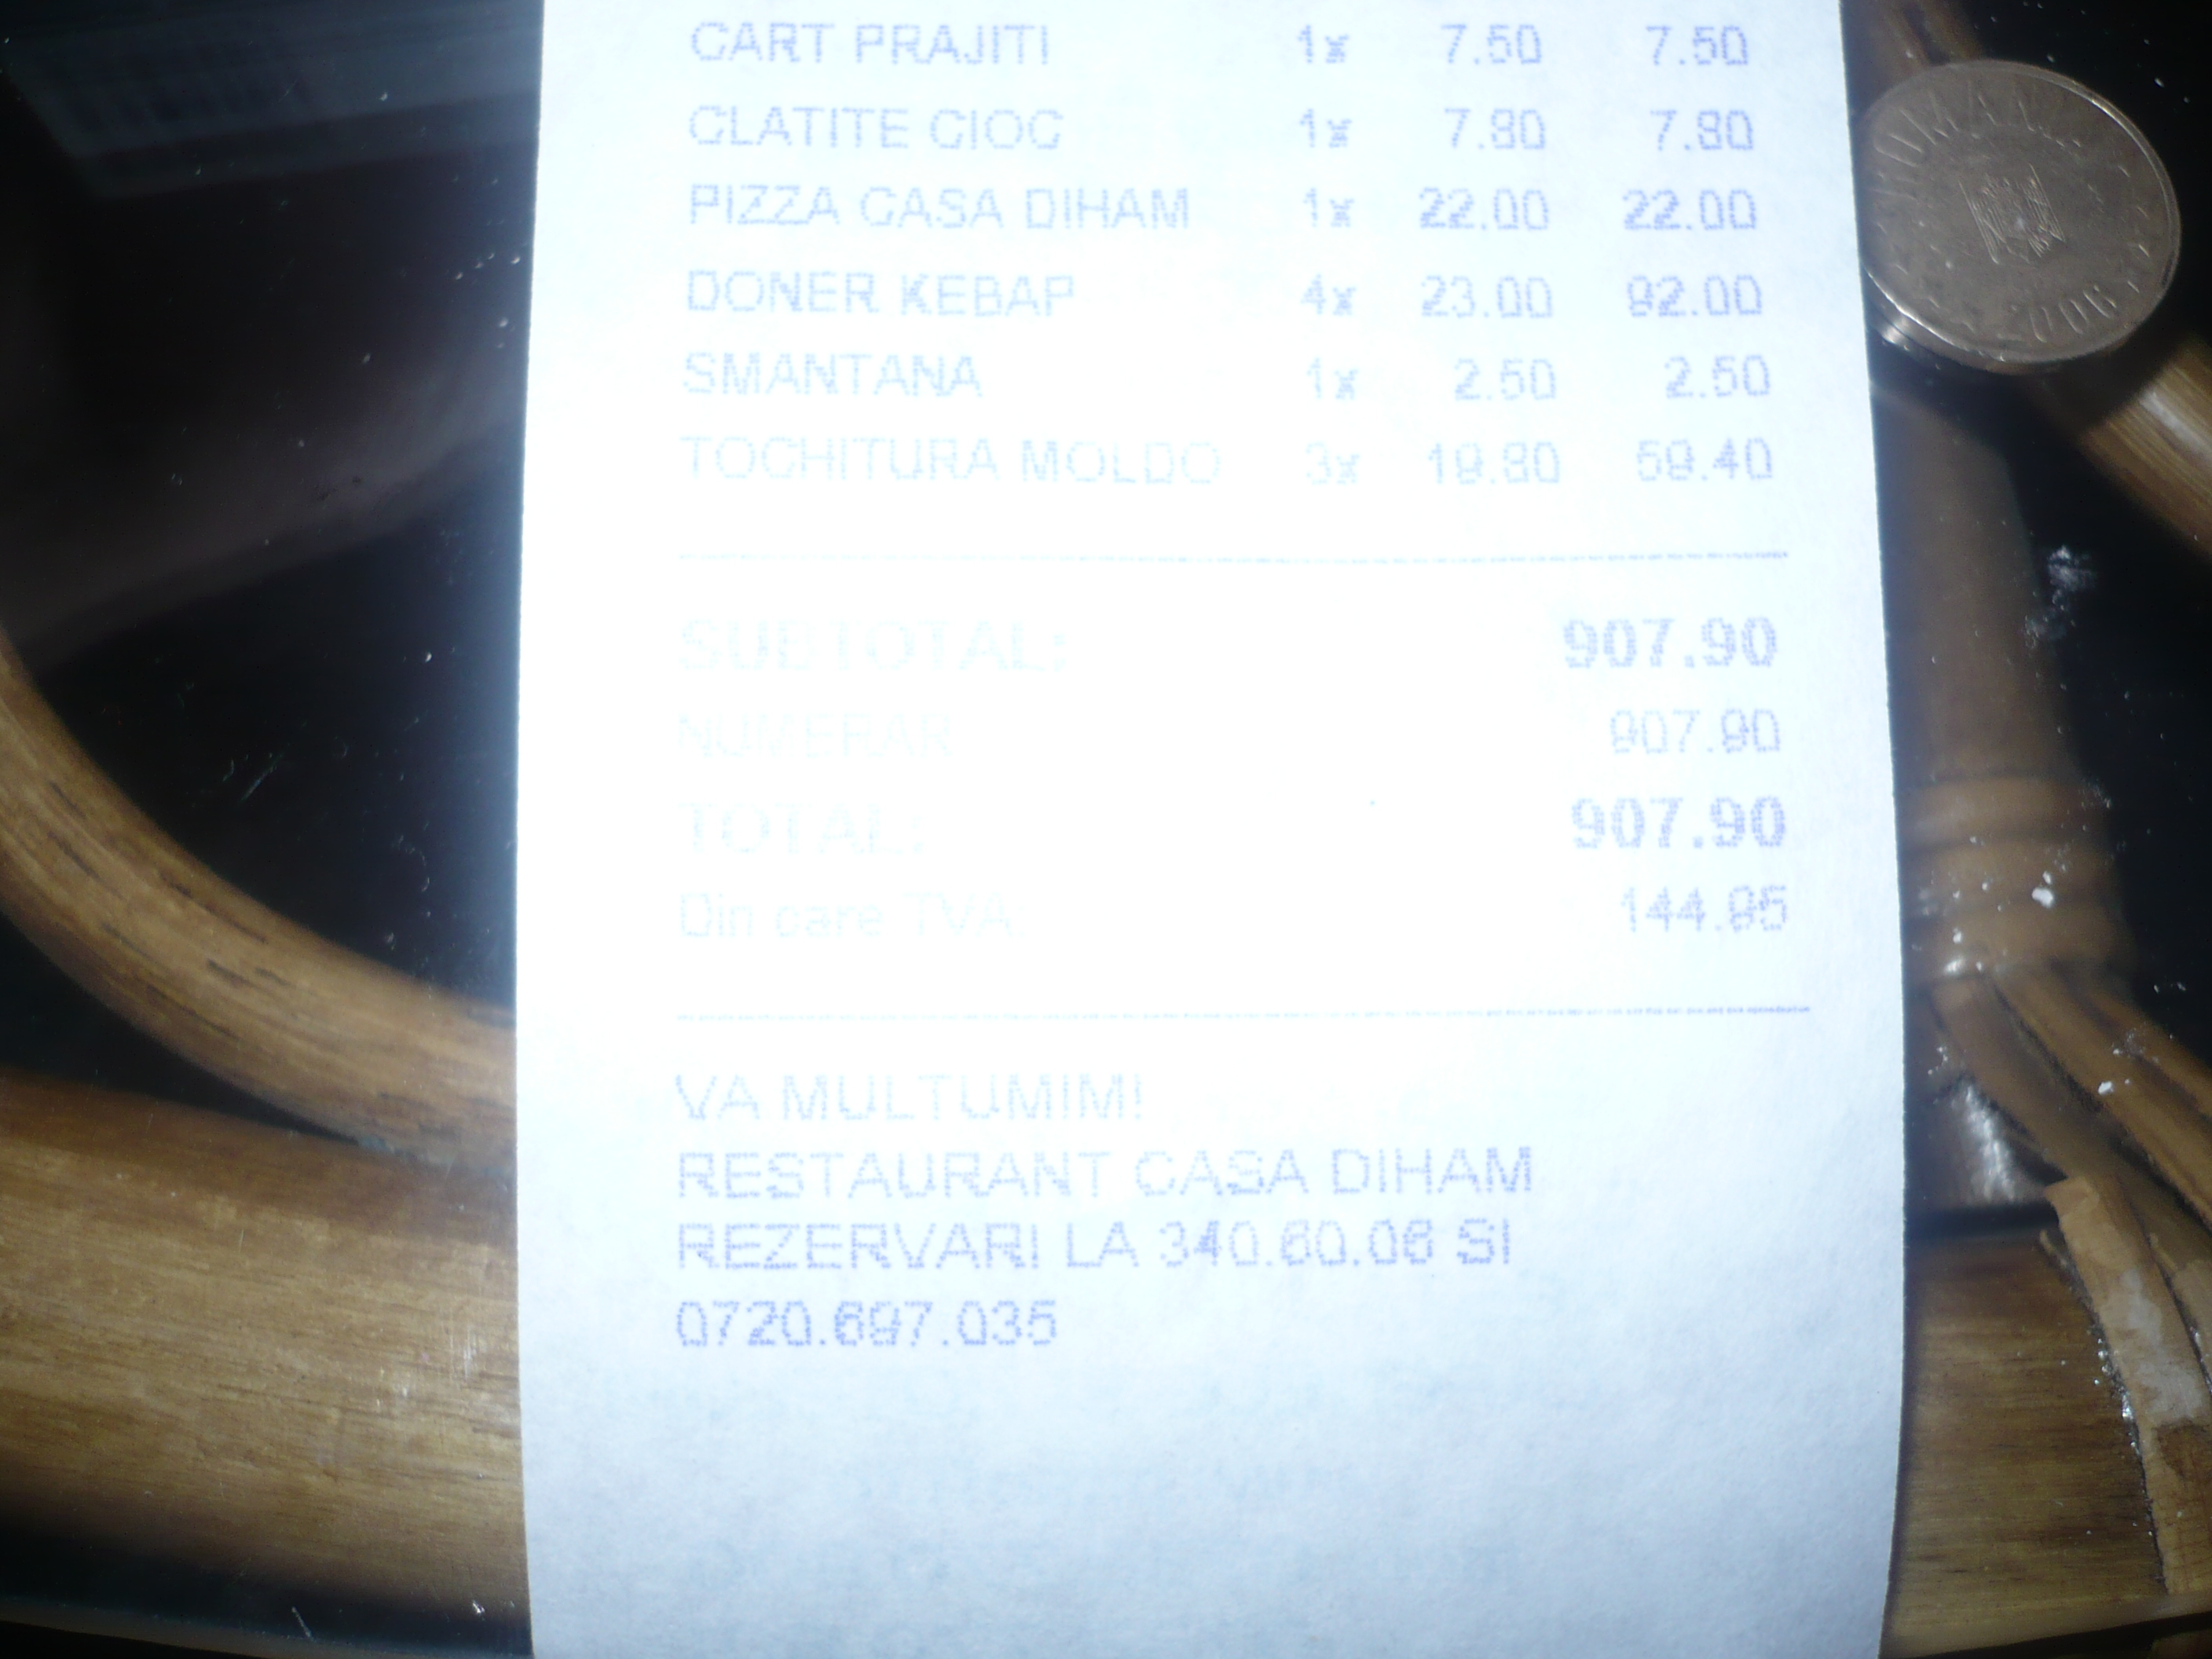 CART PRAJITI 1x 7.50 7.50
CLATITE CIOC 1x 7.80 7.80
PIZZA CASA DIHAM 1x 22.00 22.00
DONER KEBAP 4x 23.00 92.00
SMANTANA 1x 2.50 2.50
TOCHITURA MOLDO 3x 19.80 59.40
SUBTOTAL: 907.90
NUMERAR 907.90
TOTAL: 907.90
Din care TVA: 144.95
VA MULTUMIM!
RESTAURANT CASA DIHAM
REZERVARI LA 340.60.06 SI
0720.697.035
ROMANIA
2006